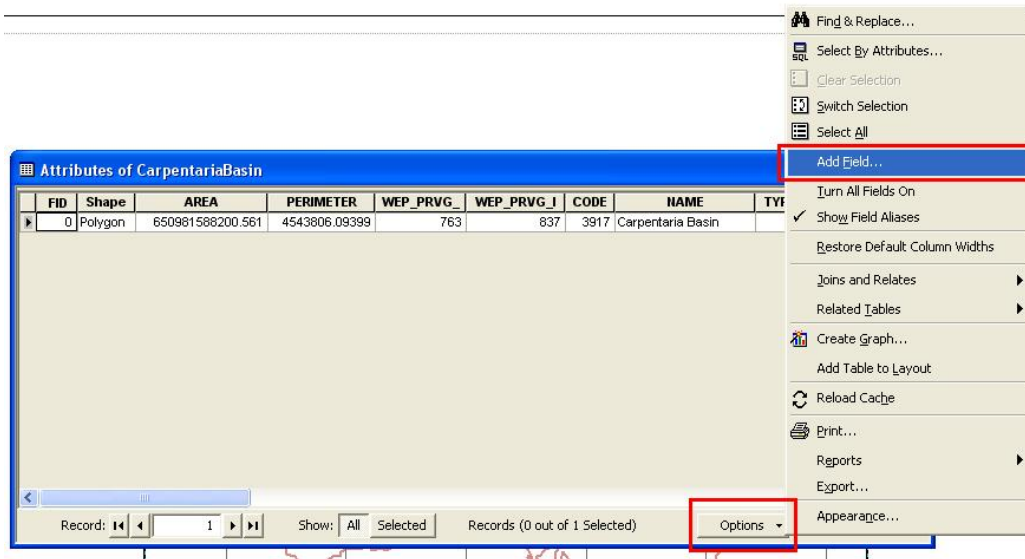 Find & Replace...
Select By Attributes...
SQL
Clear Selection
Switch Selection
Select All
Add Field...
Turn All Fields On
Show Field Aliases
Restore Default Column Widths
Joins and Relates
Related Tables
Create Graph...
Add Table to Layout
Reload Cache
Print...
Reports
Export...
Appearance...
Attributes of CarpentariaBasin
FID Shape AREA PERIMETER WEP_PRVG_ WEP_PRVG_I CODE NAME TYP
0 Polygon 650981588200.561 4543806.09399 763 837 3917 Carpentaria Basin
Record: 1 Show: All Selected Records (0 out of 1 Selected) Options